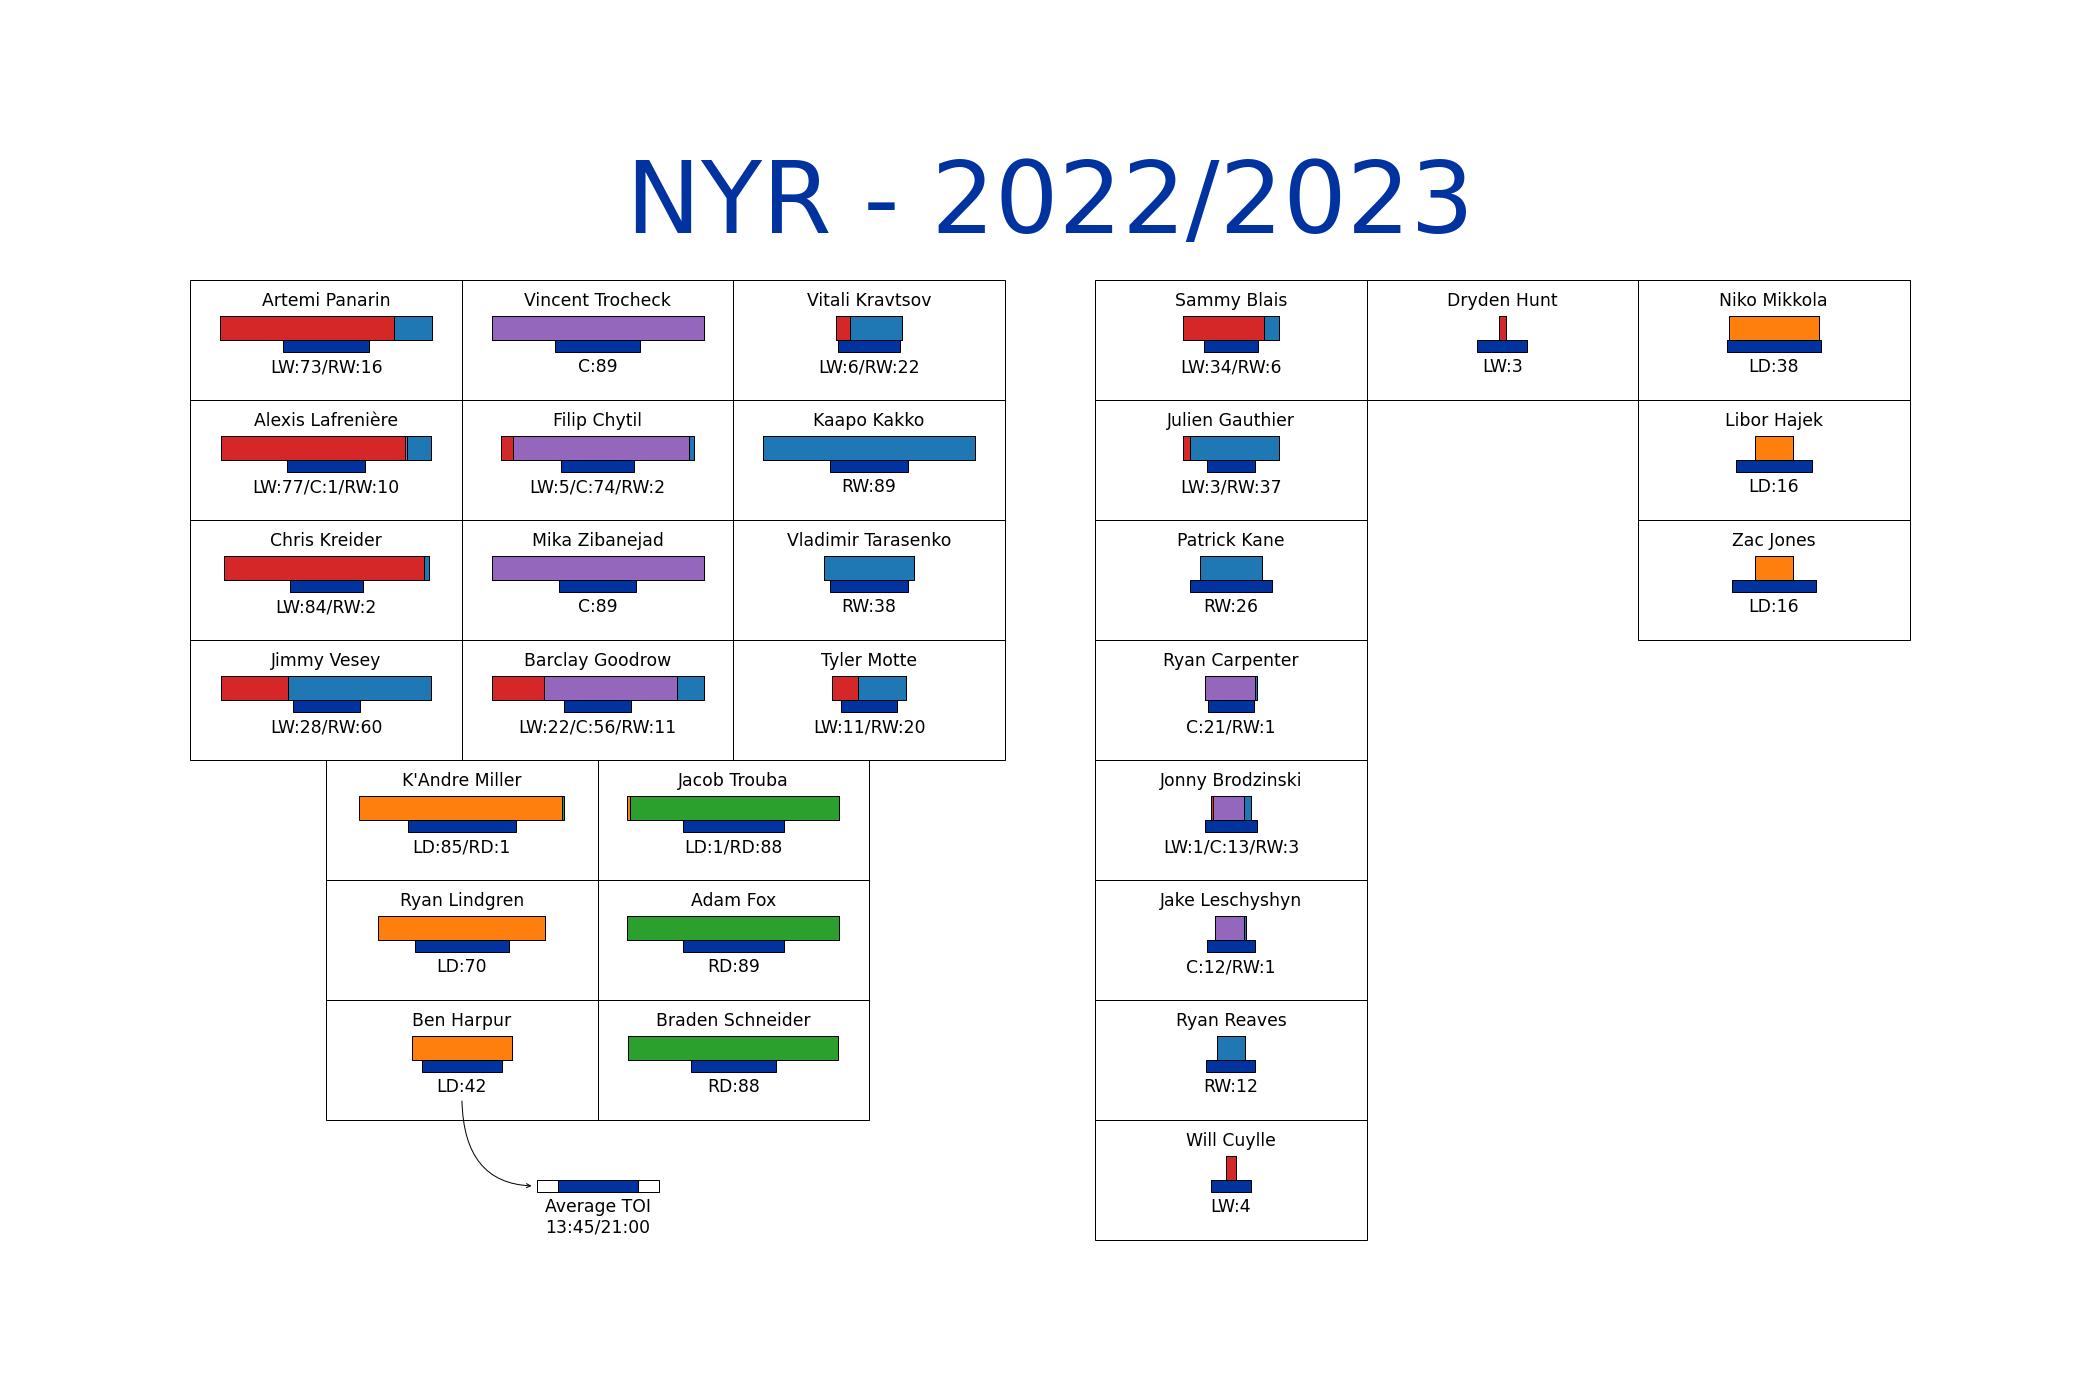 NYR - 2022/2023
Artemi Panarin
LW:73/RW:16
Vincent Trocheck
C:89
Vitali Kravtsov
LW:6/RW:22
Alexis Lafrenière
LW:77/C:1/RW:10
Filip Chytil
LW:5/C:74/RW:2
Kaapo Kakko
RW:89
Chris Kreider
LW:84/RW:2
Mika Zibanejad
C:89
Vladimir Tarasenko
RW:38
Jimmy Vesey
LW:28/RW:60
Barclay Goodrow
LW:22/C:56/RW:11
Tyler Motte
LW:11/RW:20
K'Andre Miller
LD:85/RD:1
Jacob Trouba
LD:1/RD:88
Ryan Lindgren
LD:70
Adam Fox
RD:89
Ben Harpur
LD:42
Braden Schneider
RD:88
Average TOI
13:45/21:00
Sammy Blais
LW:34/RW:6
Dryden Hunt
LW:3
Niko Mikkola
LD:38
Julien Gauthier
LW:3/RW:37
Libor Hajek
LD:16
Patrick Kane
RW:26
Zac Jones
LD:16
Ryan Carpenter
C:21/RW:1
Jonny Brodzinski
LW:1/C:13/RW:3
Jake Leschyshyn
C:12/RW:1
Ryan Reaves
RW:12
Will Cuylle
LW:4